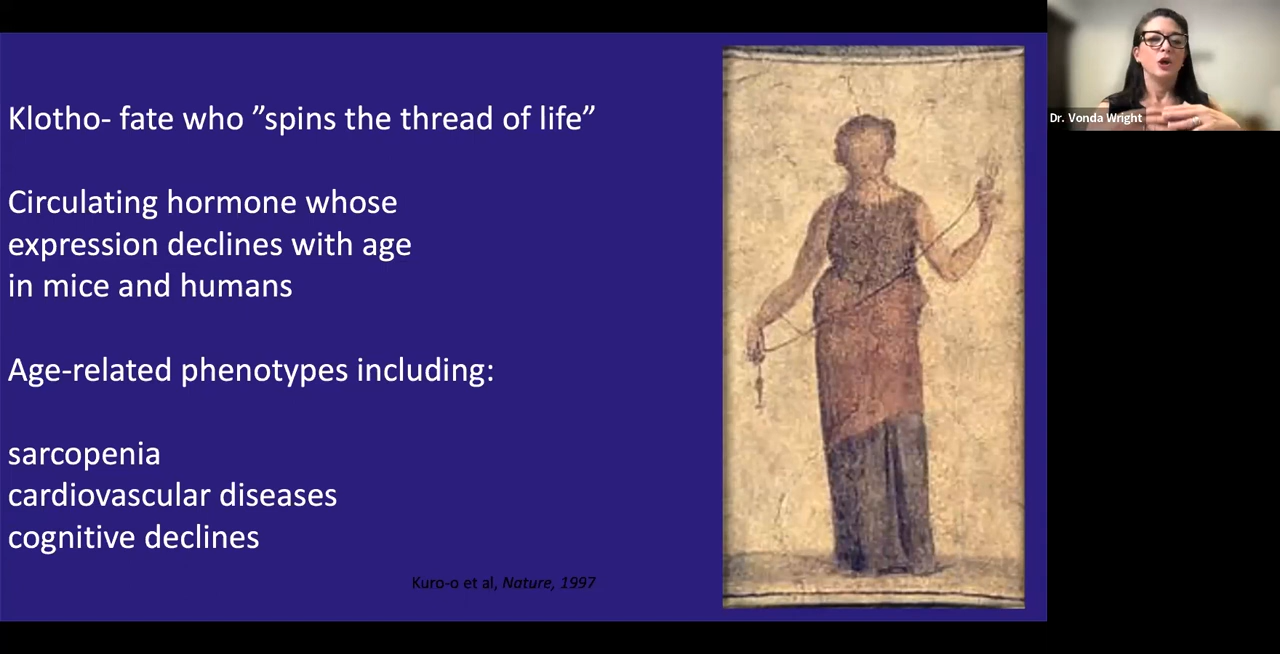 Klotho- fate who ”spins the thread of life”
Circulating hormone whose
expression declines with age
in mice and humans
Age-related phenotypes including:
sarcopenia
cardiovascular diseases
cognitive declines
Kuro-o et al, Nature, 1997
Dr. Vonda Wright